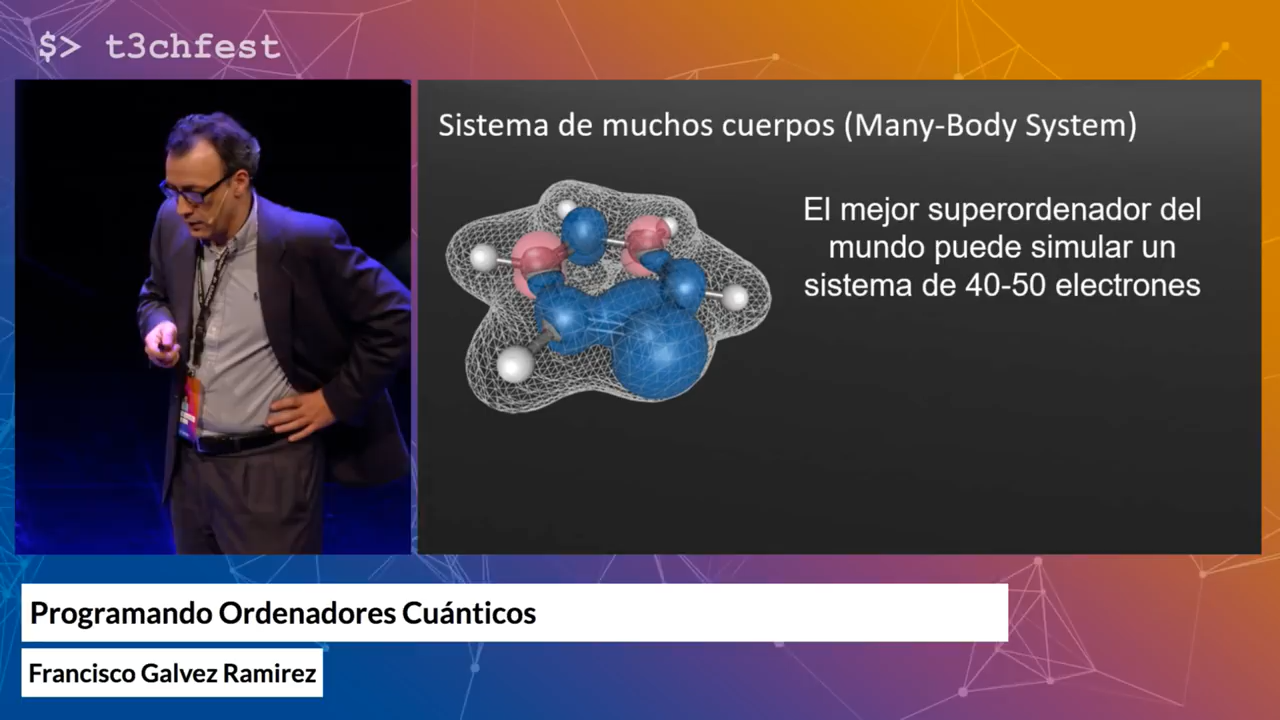 $> t3chfest
Sistema de muchos cuerpos (Many-Body System)
El mejor superordenador del
mundo puede simular un
sistema de 40-50 electrones
Programando Ordenadores Cuánticos
Francisco Galvez Ramirez